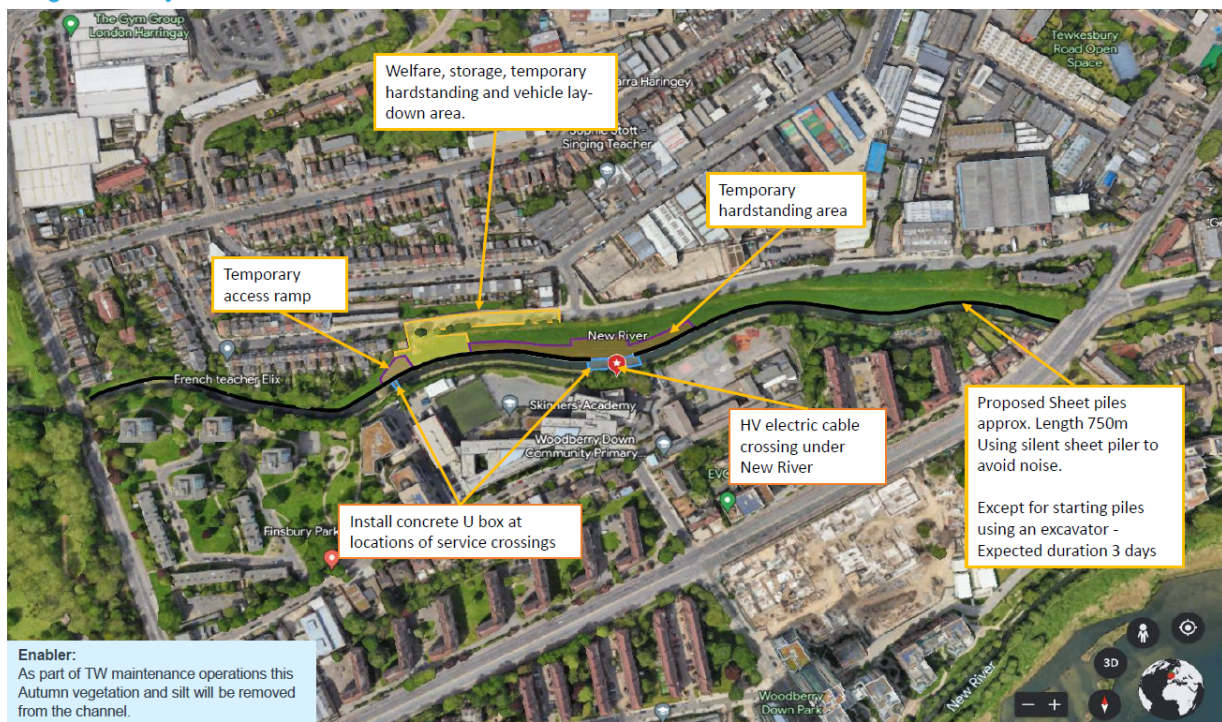 The Gym Group
London Harringay
Tewkesbury
Road Open
Space
Welfare, storage, temporary
hardstanding and vehicle lay-
down area.
Singing Teacher
Temporary
hardstanding area
Temporary
access ramp
New River
French teacher Elix
Skinners' Academy
Woodberry Down
Community Primary...
HV electric cable
crossing under
New River
Proposed Sheet piles
approx. Length 750m
Using silent sheet piler to
avoid noise.
Except for starting piles
using an excavator -
Expected duration 3 days
Install concrete U box at
locations of service crossings
Finsbury Park
Enabler:
As part of TW maintenance operations this
Autumn vegetation and silt will be removed
from the channel.
Woodberry
Down Park
New River
3D